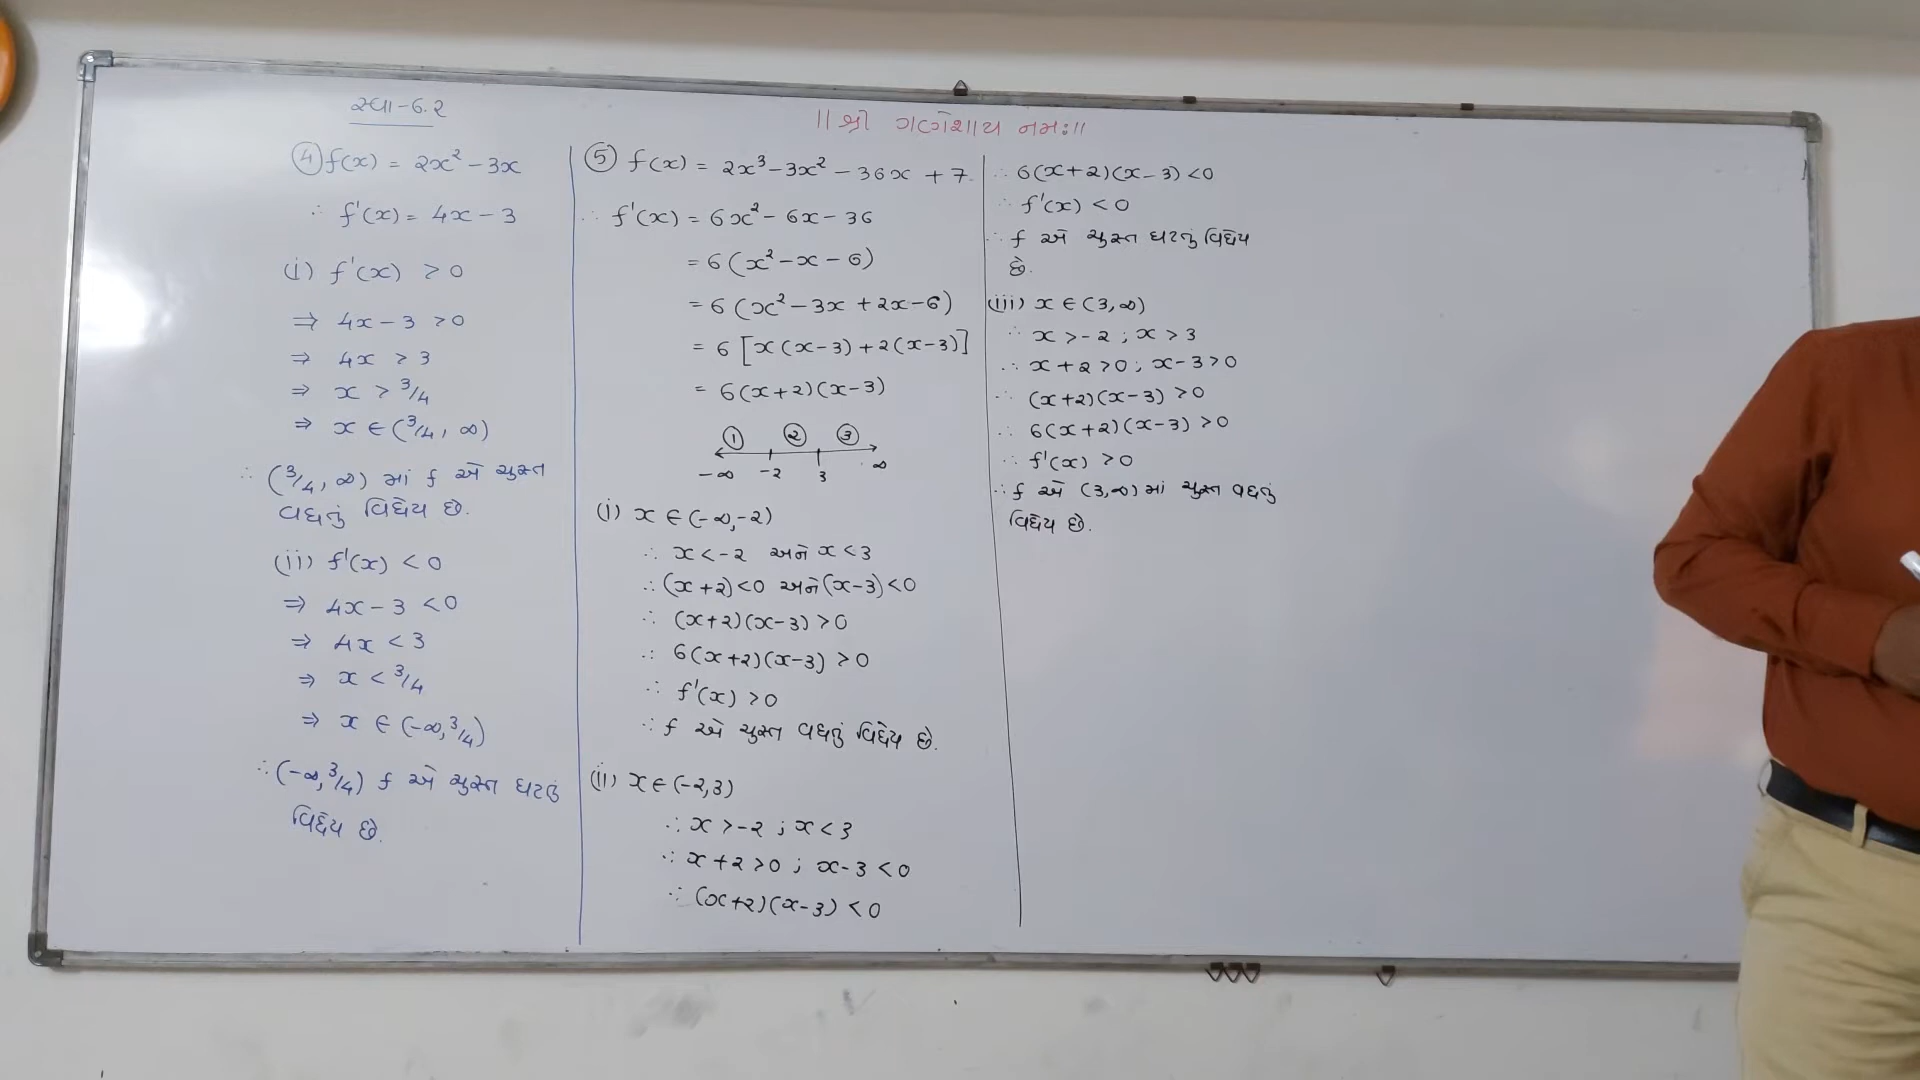 સ્વા-6.2
॥ શ્રી ગણેશાય નમઃ॥
④ f(x) = 2x² - 3x
∴ f'(x) = 4x - 3
(i) f'(x) > 0
⇒ 4x - 3 > 0
⇒ 4x > 3
⇒ x > 3/4
⇒ x ∈ (3/4, ∞)
∴ (3/4, ∞) માં f એ ચુસ્ત
વધતું વિધેય છે.
(ii) f'(x) < 0
⇒ 4x - 3 < 0
⇒ 4x < 3
⇒ x < 3/4
⇒ x ∈ (-∞, 3/4)
∴ (-∞, 3/4) f એ ચુસ્ત ઘટતું
વિધેય છે.
⑤ f(x) = 2x³ - 3x² - 36x + 7
∴ f'(x) = 6x² - 6x - 36
= 6(x² - x - 6)
= 6(x² - 3x + 2x - 6)
= 6[x(x-3) + 2(x-3)]
= 6(x+2)(x-3)
① ② ③
-∞ -2 3 ∞
(i) x ∈ (-∞, -2)
∴ x < -2 અને x < 3
∴ (x+2) < 0 અને (x-3) < 0
∴ (x+2)(x-3) > 0
∴ 6(x+2)(x-3) > 0
∴ f'(x) > 0
∴ f એ ચુસ્ત વધતું વિધેય છે.
(ii) x ∈ (-2, 3)
∴ x > -2 ; x < 3
∴ x + 2 > 0 ; x - 3 < 0
∴ (x+2)(x-3) < 0
∴ 6(x+2)(x-3) < 0
∴ f'(x) < 0
∴ f એ ચુસ્ત ઘટતું વિધેય
છે.
(iii) x ∈ (3, ∞)
∴ x > -2 ; x > 3
∴ x + 2 > 0 ; x - 3 > 0
∴ (x+2)(x-3) > 0
∴ 6(x+2)(x-3) > 0
∴ f'(x) > 0
∴ f એ (3, ∞) માં ચુસ્ત વધતું
વિધેય છે.